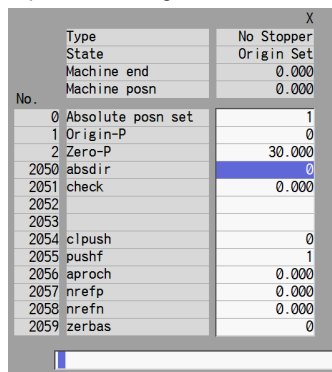 X
Type No Stopper
State Origin Set
Machine end 0.000
Machine posn 0.000
No.
0 Absolute posn set 1
1 Origin-P 0
2 Zero-P 30.000
2050 absdir 0
2051 check 0.000
2052
2053
2054 clpush 0
2055 pushf 1
2056 aproch 0.000
2057 nrefp 0.000
2058 nrefn 0.000
2059 zerbas 0